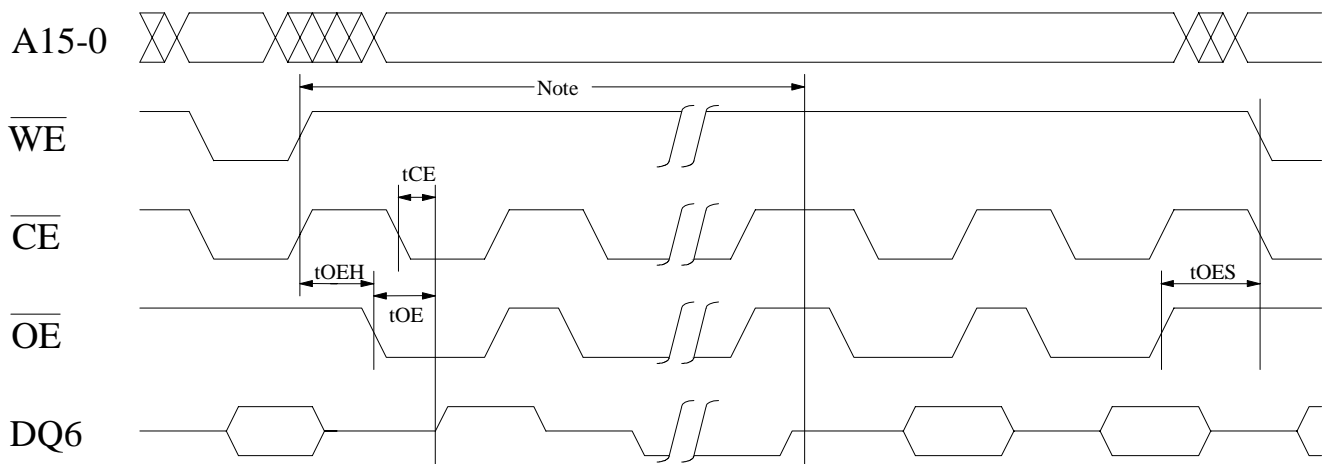 A15-0
Note
WE
tCE
CE
tOEH
tOES
tOE
OE
DQ6